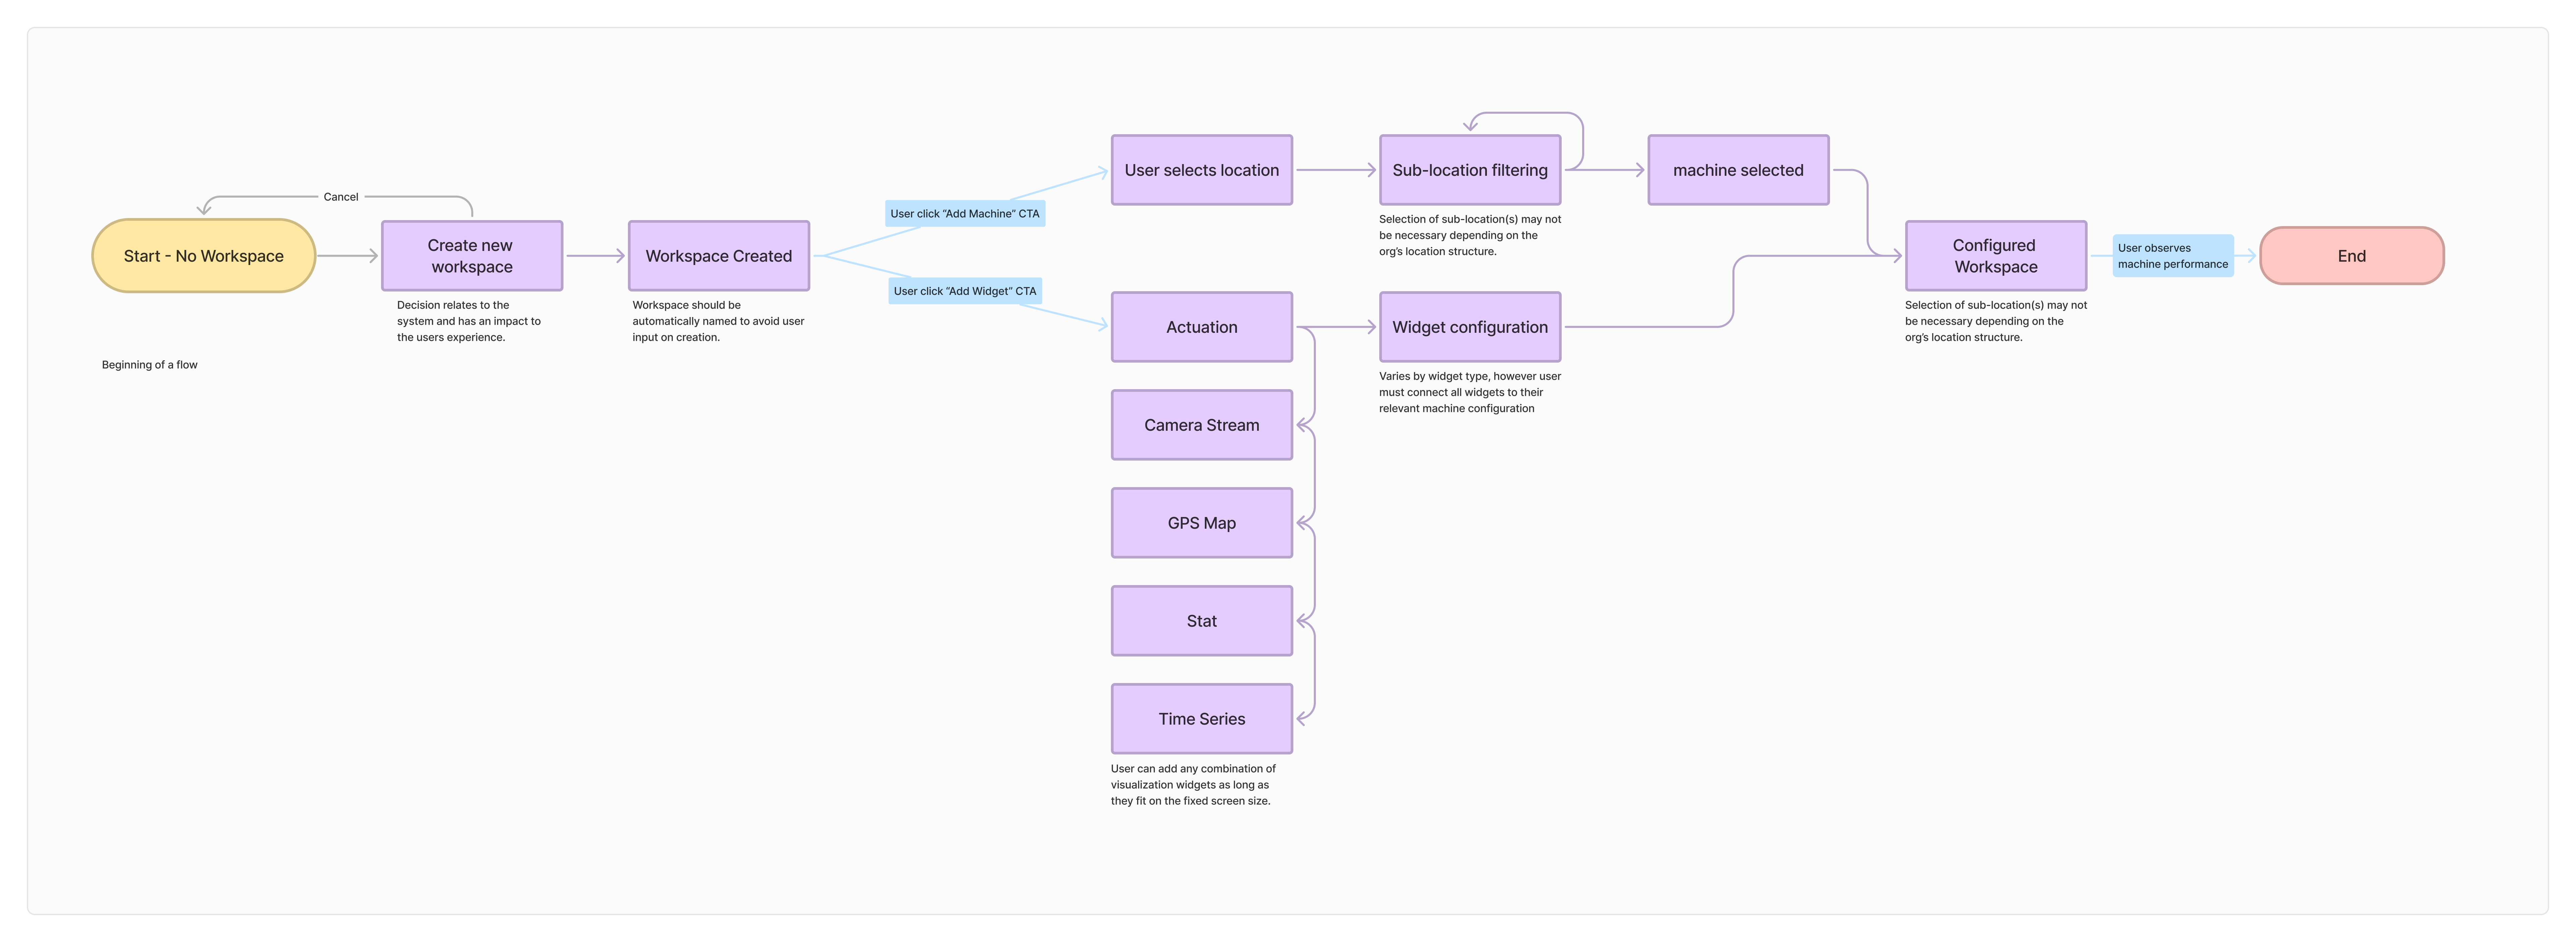 Cancel
Start - No Workspace
Create new
workspace
Decision relates to the
system and has an impact to
the users experience.
Beginning of a flow
Workspace Created
Workspace should be
automatically named to avoid user
input on creation.
User click “Add Machine” CTA
User click “Add Widget” CTA
User selects location
Sub-location filtering
Selection of sub-location(s) may not
be necessary depending on the
org’s location structure.
machine selected
Actuation
Camera Stream
GPS Map
Stat
Time Series
User can add any combination of
visualization widgets as long as
they fit on the fixed screen size.
Widget configuration
Varies by widget type, however user
must connect all widgets to their
relevant machine configuration
Configured
Workspace
Selection of sub-location(s) may not
be necessary depending on the
org’s location structure.
User observes
machine performance
End